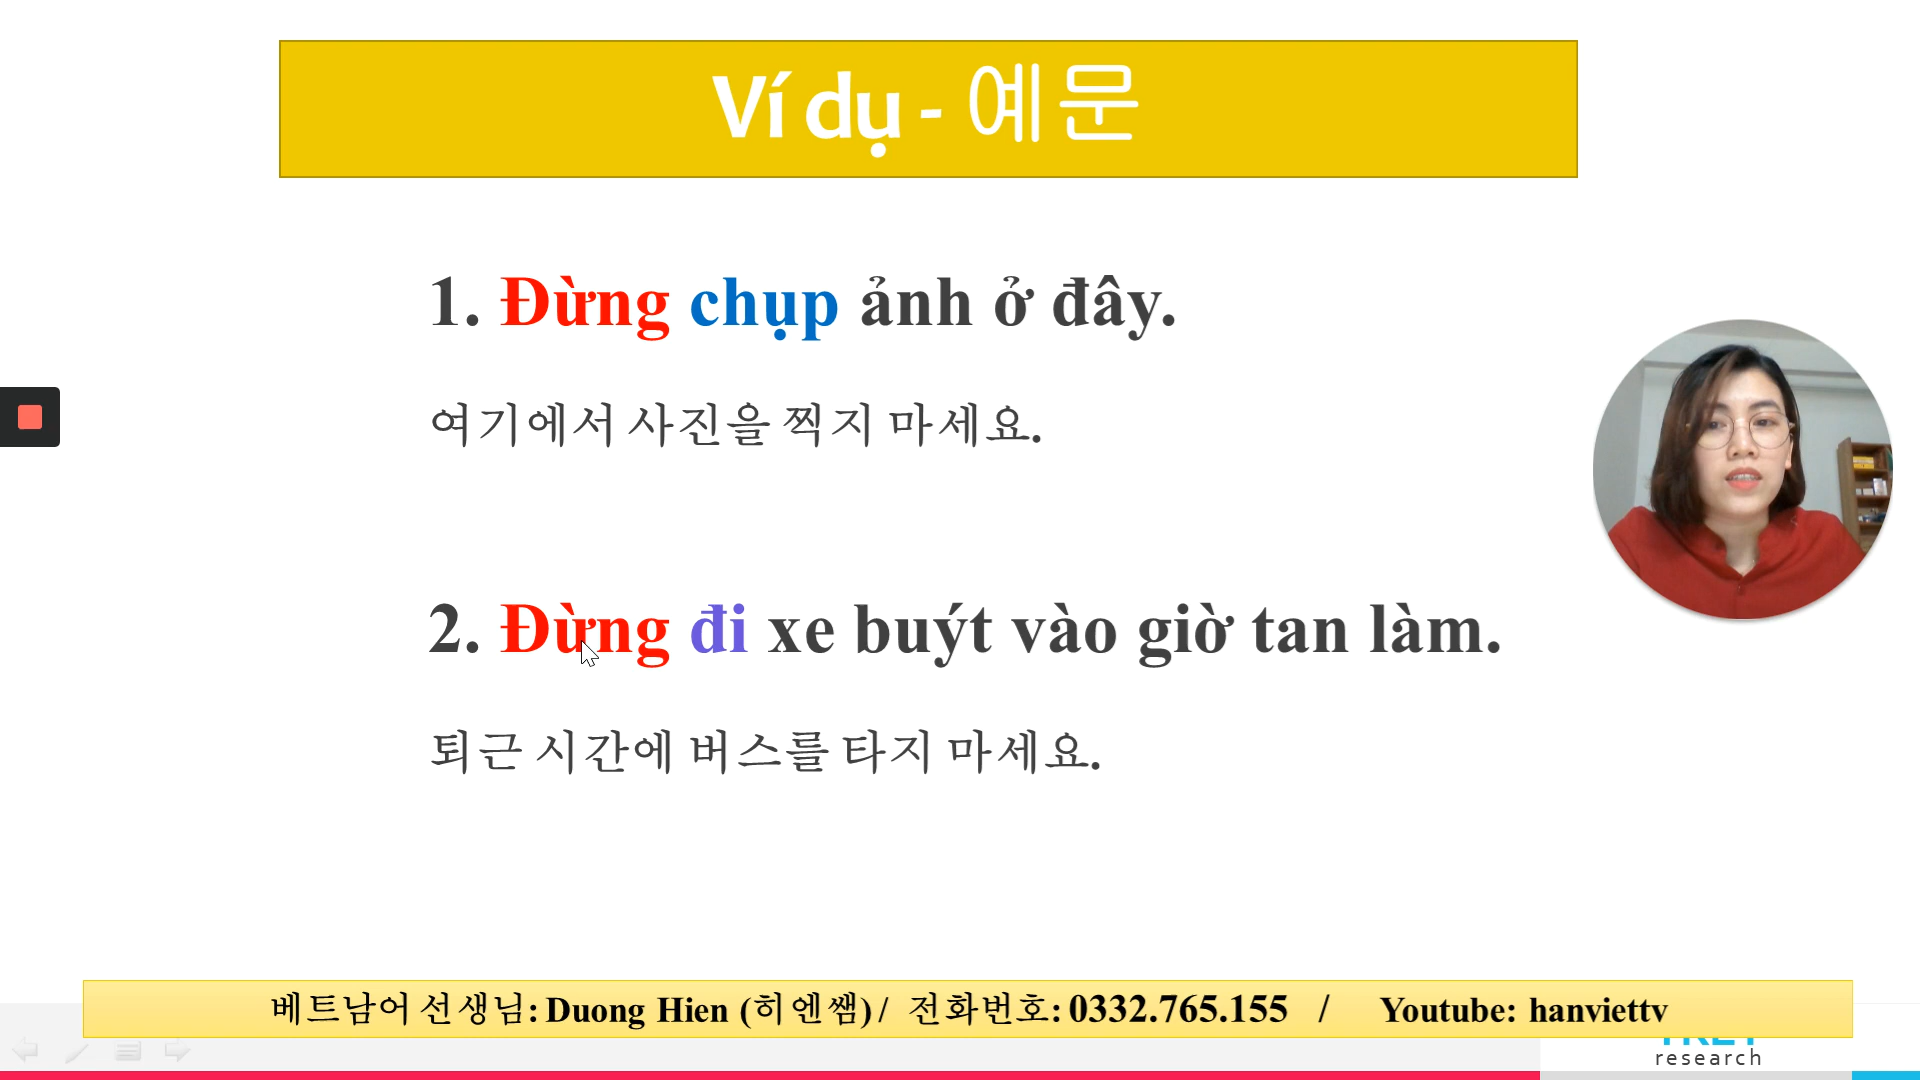 Ví dụ - 예문
1. Đừng chụp ảnh ở đây.
여기에서 사진을 찍지 마세요.
2. Đừng đi xe buýt vào giờ tan làm.
퇴근 시간에 버스를 타지 마세요.
베트남어 선생님: Duong Hien (히엔쌤) / 전화번호: 0332.765.155 / Youtube: hanviettv
research